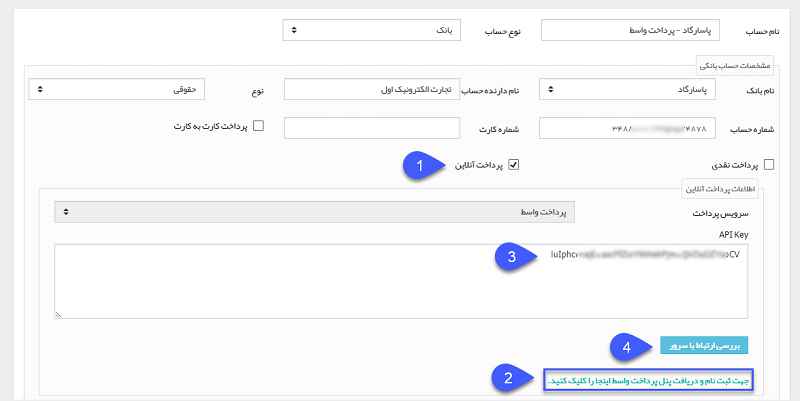 نام حساب پاسارگاد - پرداخت واسط نوع حساب بانک
مشخصات حساب بانکی
نام بانک پاسارگاد نام دارنده حساب تجارت الکترونیک اول نوع حقوقی
شماره حساب ۳۴۸/ /۴۸۷۸ شماره کارت پرداخت کارت به کارت
پرداخت نقدی پرداخت آنلاین 1
اطلاعات پرداخت آنلاین
سرویس پرداخت پرداخت واسط
API Key
3 luIphc CV
بررسی ارتباط با سرور 4
جهت ثبت نام و دریافت پنل پرداخت واسط اینجا را کلیک کنید. 2